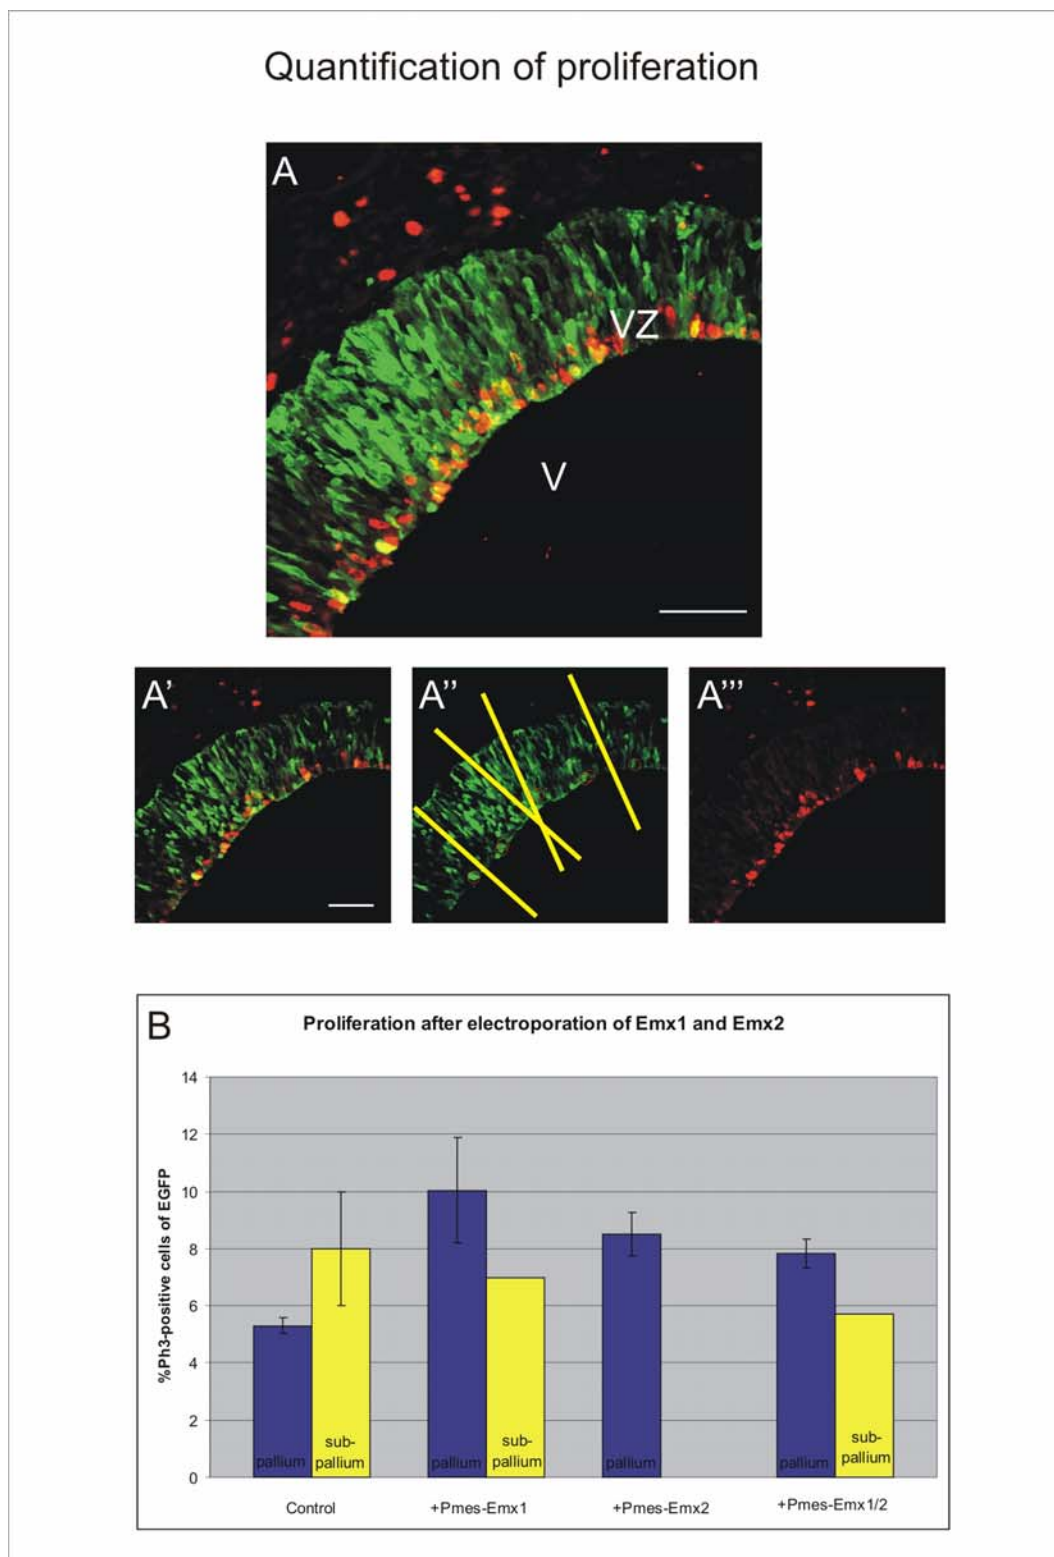 Quantification of proliferation
A
VZ
V
A'
A''
A'''
B
Proliferation after electroporation of Emx1 and Emx2
%Ph3-positive cells of EGFP
14
12
10
8
6
4
2
0
pallium
sub-
pallium
pallium
sub-
pallium
pallium
pallium
sub-
pallium
Control
+Pmes-Emx1
+Pmes-Emx2
+Pmes-Emx1/2